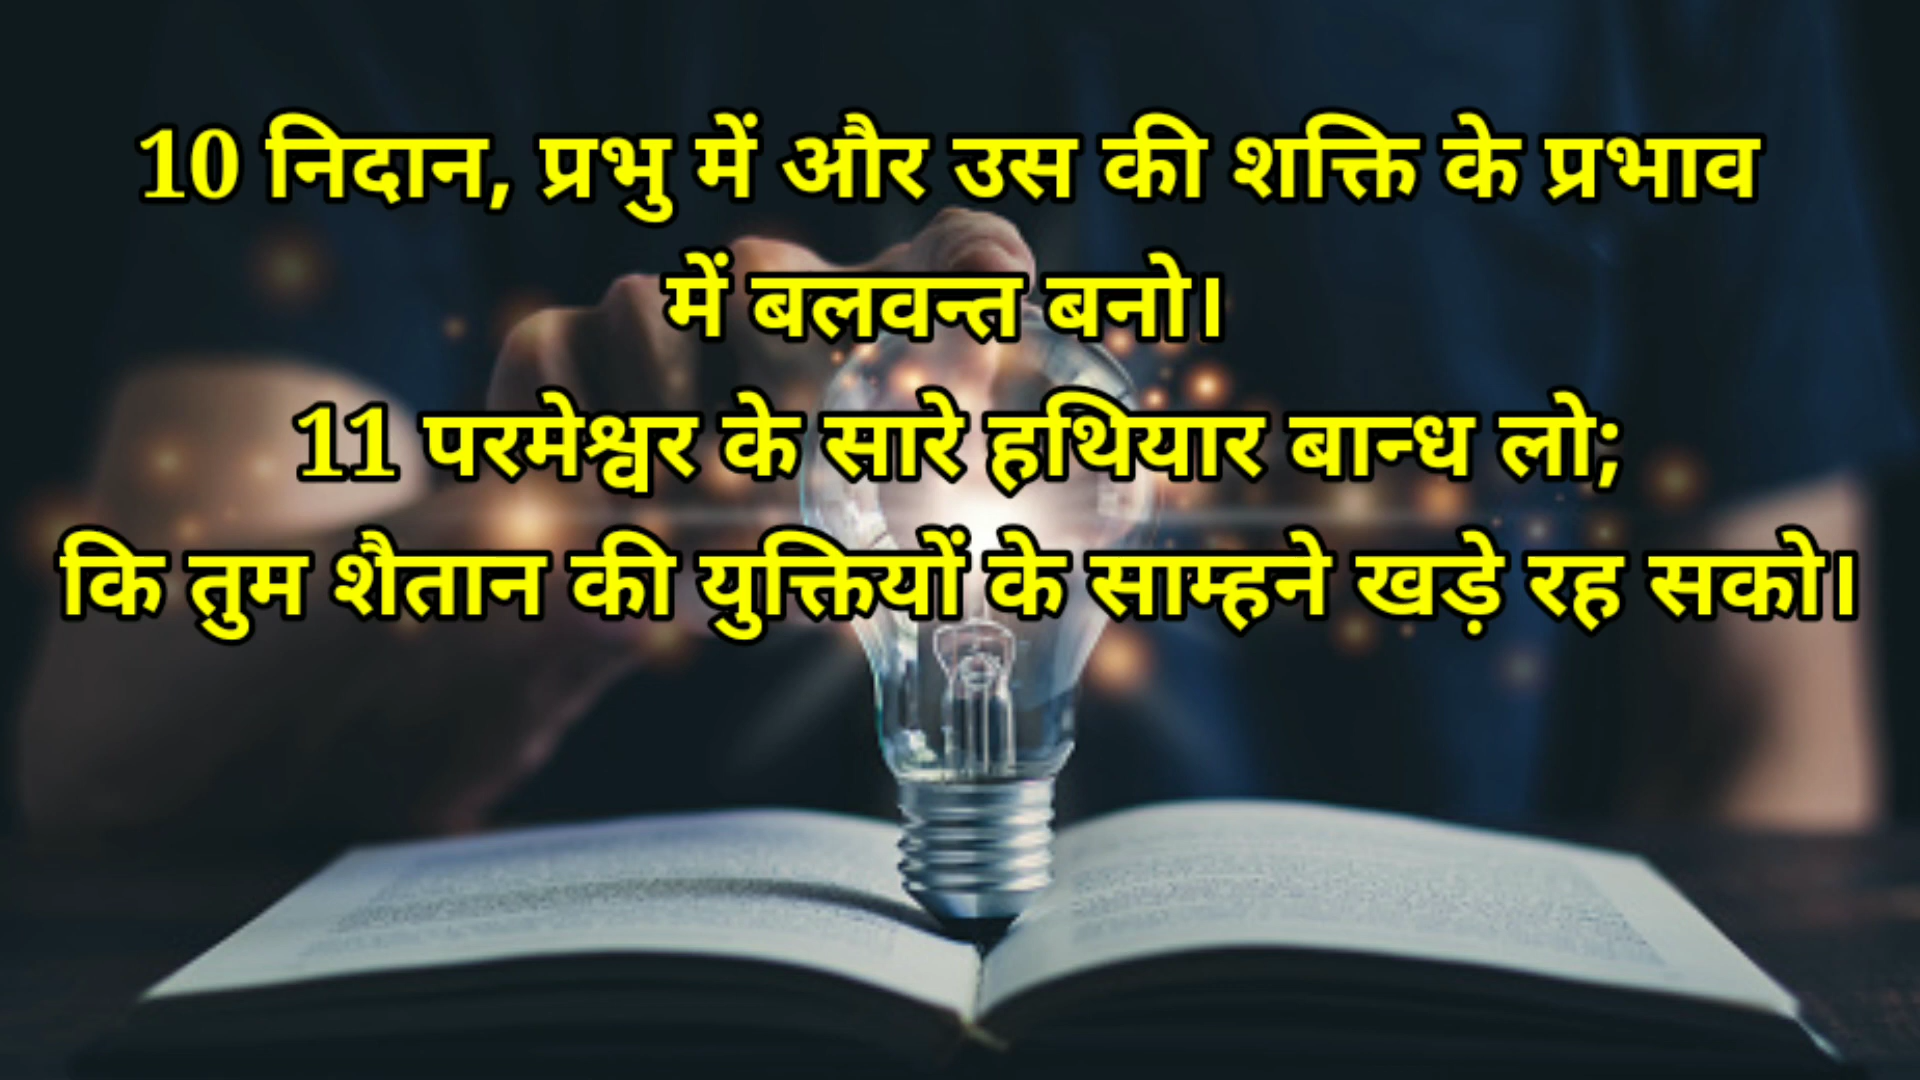 10 निदान, प्रभु में और उस की शक्ति के प्रभाव
में बलवन्त बनो।
11 परमेश्वर के सारे हथियार बान्ध लो;
कि तुम शैतान की युक्तियों के साम्हने खड़े रह सको।